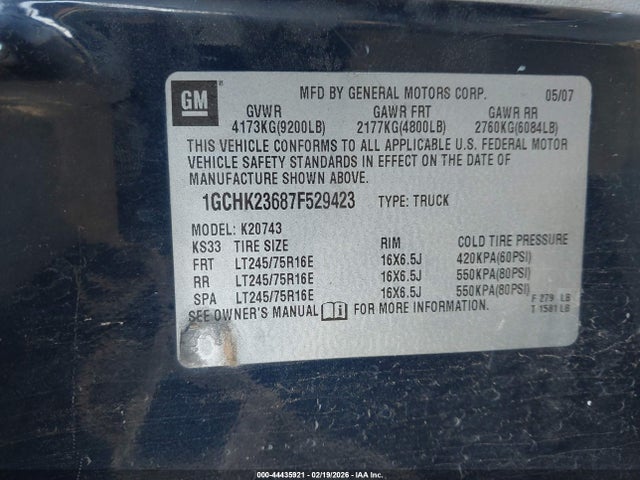 GM
MFD BY GENERAL MOTORS CORP. 05/07
GVWR GAWR FRT GAWR RR
4173KG(9200LB) 2177KG(4800LB) 2760KG(6084LB)
THIS VEHICLE CONFORMS TO ALL APPLICABLE U.S. FEDERAL MOTOR
VEHICLE SAFETY STANDARDS IN EFFECT ON THE DATE OF
MANUFACTURE SHOWN ABOVE.
1GCHK23687F529423 TYPE: TRUCK
MODEL: K20743
KS33 TIRE SIZE RIM COLD TIRE PRESSURE
FRT LT245/75R16E 16X6.5J 420KPA(60PSI)
RR LT245/75R16E 16X6.5J 550KPA(80PSI)
SPA LT245/75R16E 16X6.5J 550KPA(80PSI)
SEE OWNER'S MANUAL FOR MORE INFORMATION.
F 279 LB
T 1581 LB
000-44435921 - 02/19/2026 - IAA Inc.